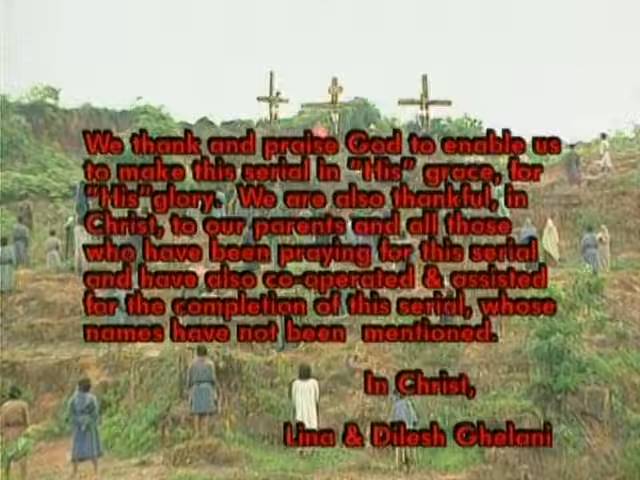 We thank and praise God to enable us
to make this serial in "His" grace, for
"His"glory. We are also thankful, in
Christ, to our parents and all those
who have been praying for this serial
and have also co-operated & assisted
for the completion of this serial, whose
names have not been mentioned.
In Christ,
Lina & Dilesh Ghelani